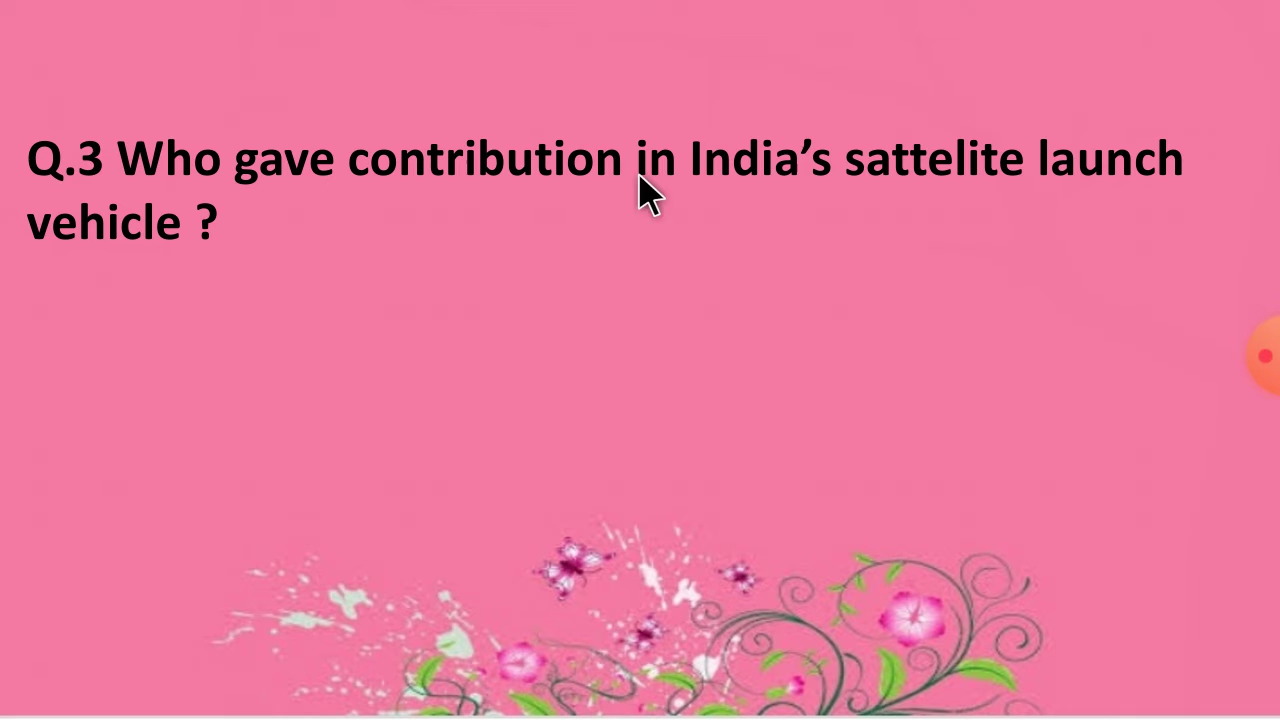 Q.3 Who gave contribution in India’s sattelite launch
vehicle ?